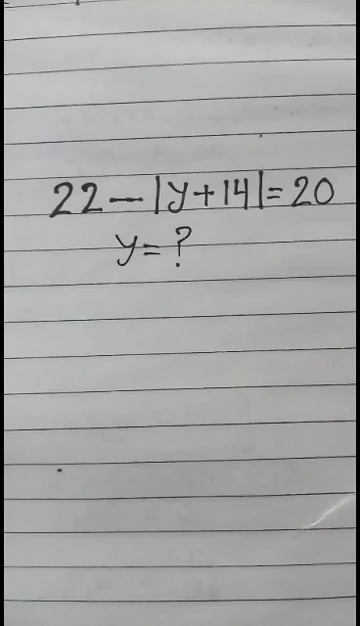 22 — |y+14| = 20
y = ?